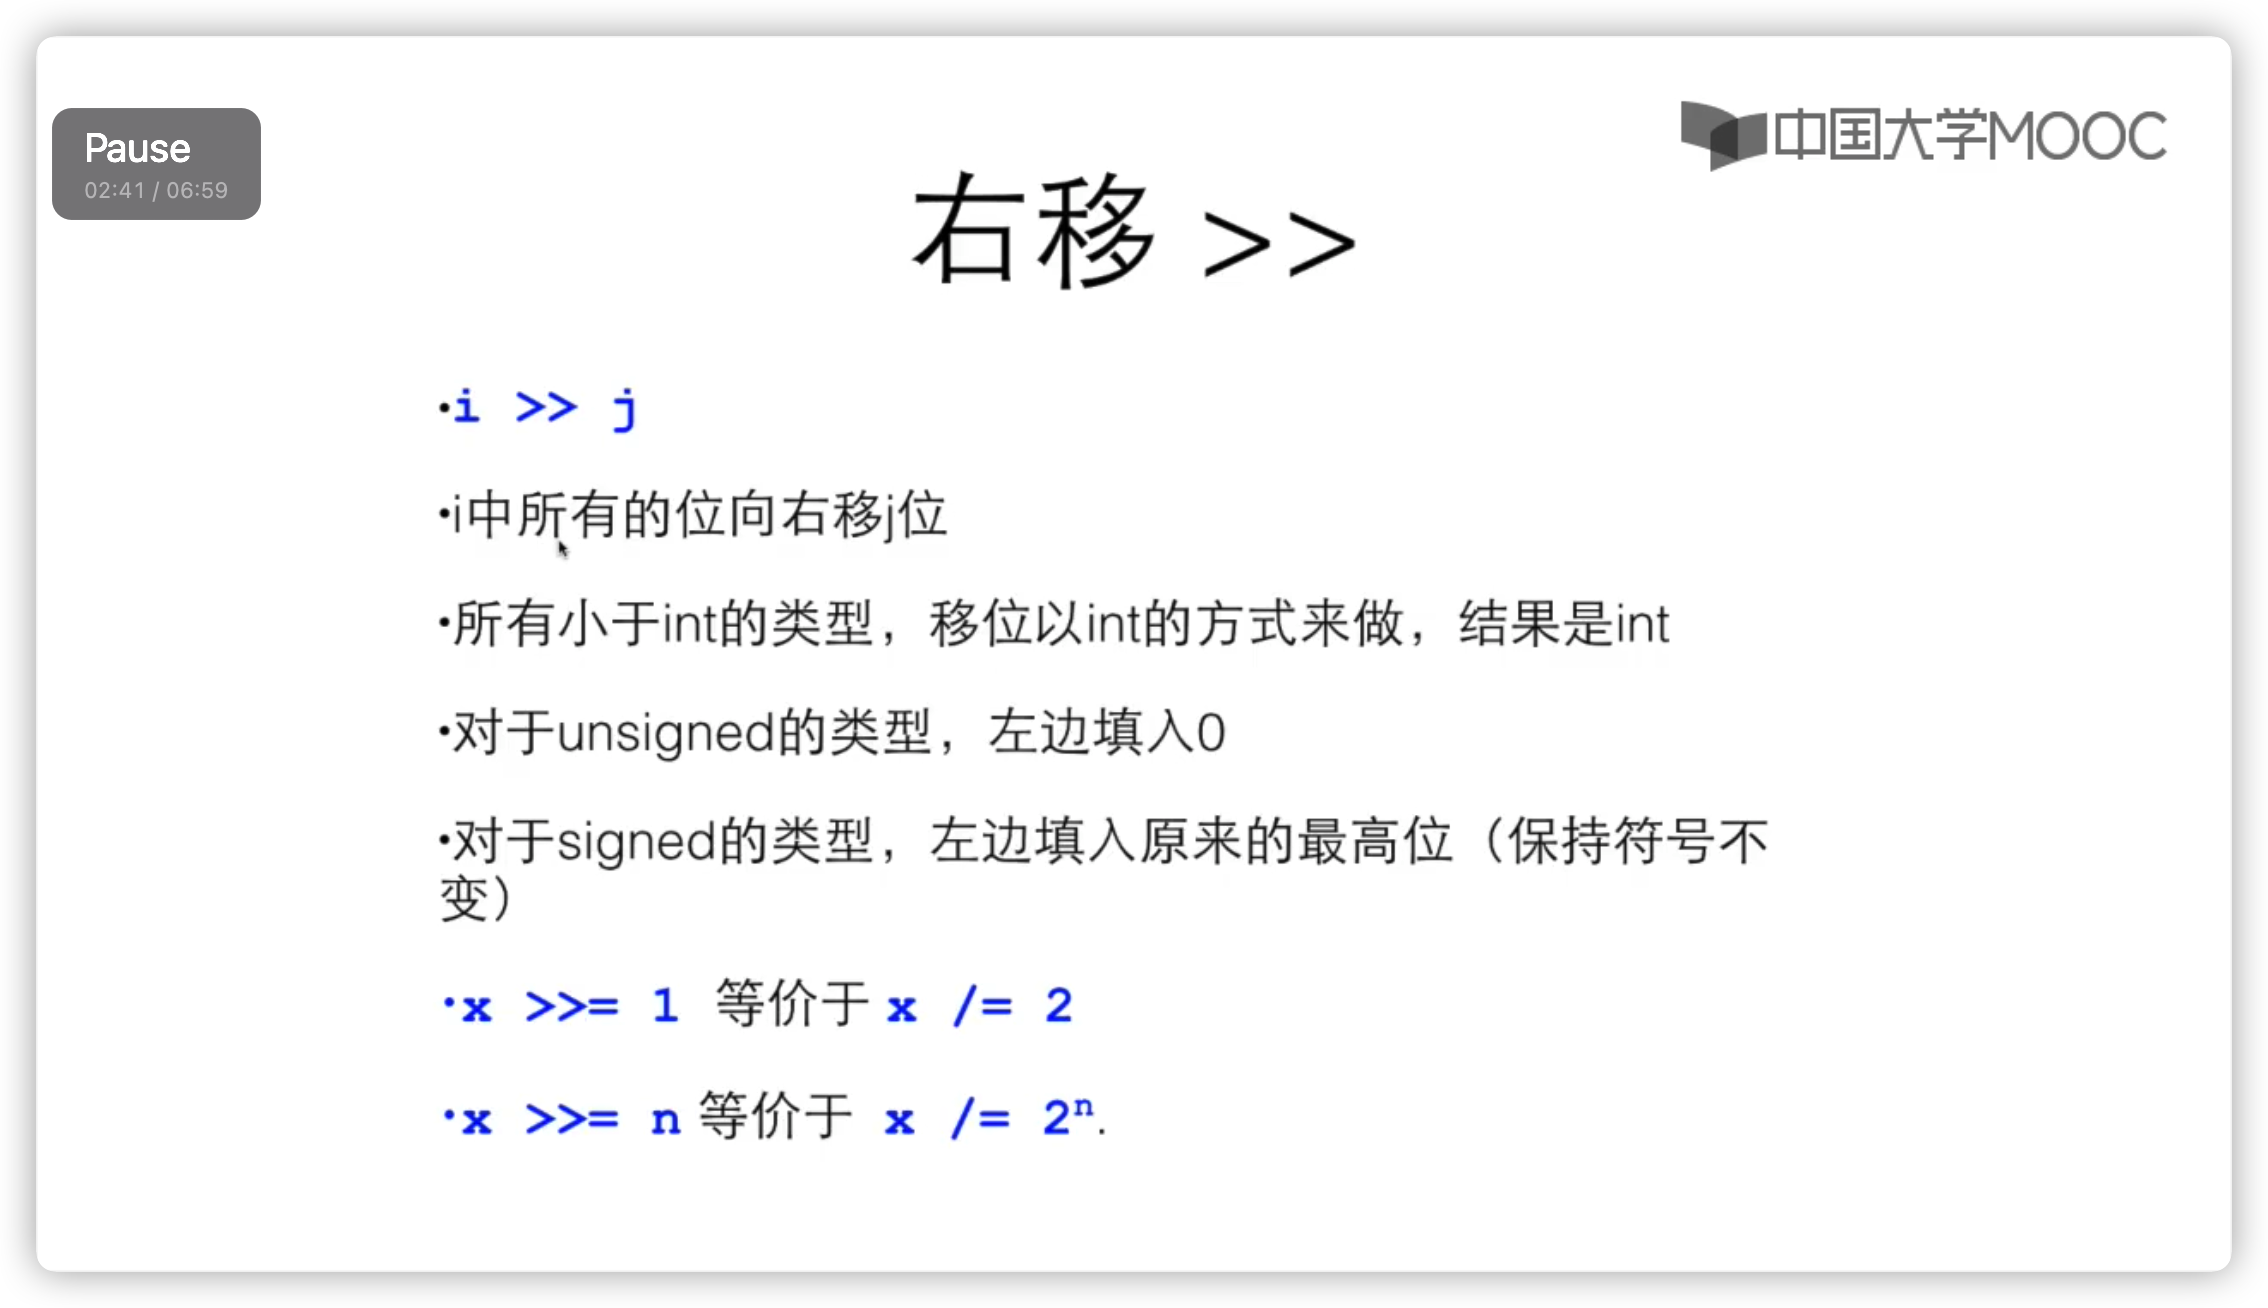 Pause
02:41 / 06:59
中国大学MOOC
右移 >>
•i >> j
•i中所有的位向右移j位
•所有小于int的类型，移位以int的方式来做，结果是int
•对于unsigned的类型，左边填入0
•对于signed的类型，左边填入原来的最高位（保持符号不
变）
•x >>= 1 等价于 x /= 2
•x >>= n 等价于 x /= 2ⁿ.